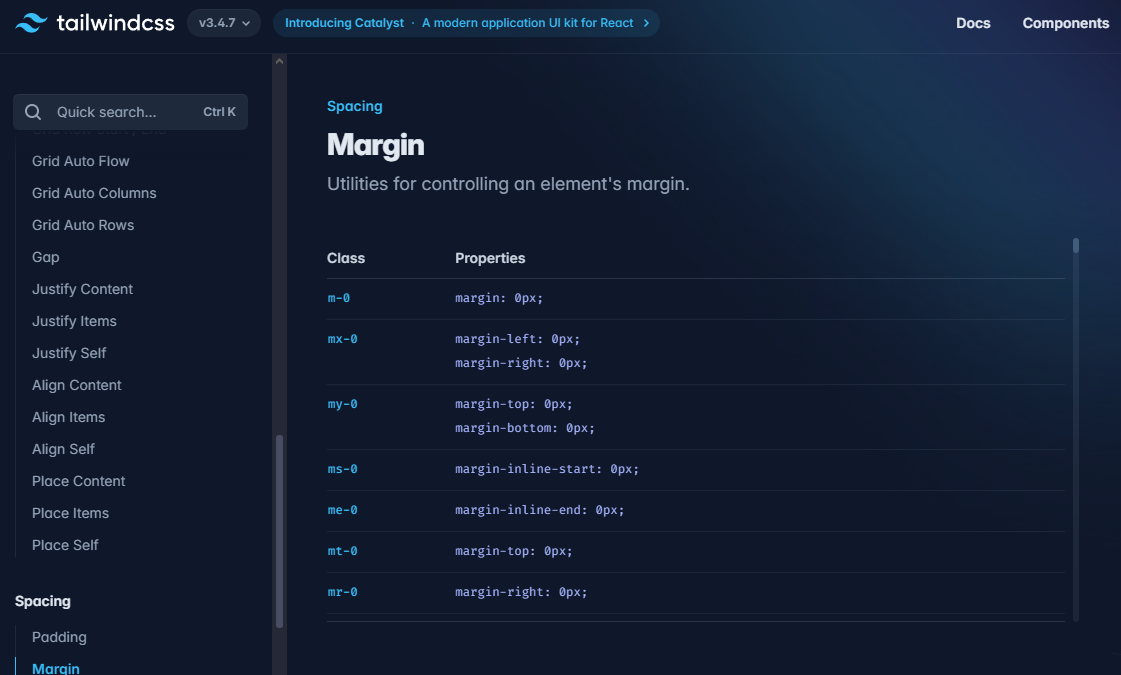 tailwindcss
v3.4.7
Introducing Catalyst · A modern application UI kit for React
Docs
Components
Quick search...
Ctrl K
Grid Auto Flow
Grid Auto Columns
Grid Auto Rows
Gap
Justify Content
Justify Items
Justify Self
Align Content
Align Items
Align Self
Place Content
Place Items
Place Self
Spacing
Padding
Margin
Spacing
Margin
Utilities for controlling an element's margin.
Class Properties
m-0 margin: 0px;
mx-0 margin-left: 0px;
margin-right: 0px;
my-0 margin-top: 0px;
margin-bottom: 0px;
ms-0 margin-inline-start: 0px;
me-0 margin-inline-end: 0px;
mt-0 margin-top: 0px;
mr-0 margin-right: 0px;